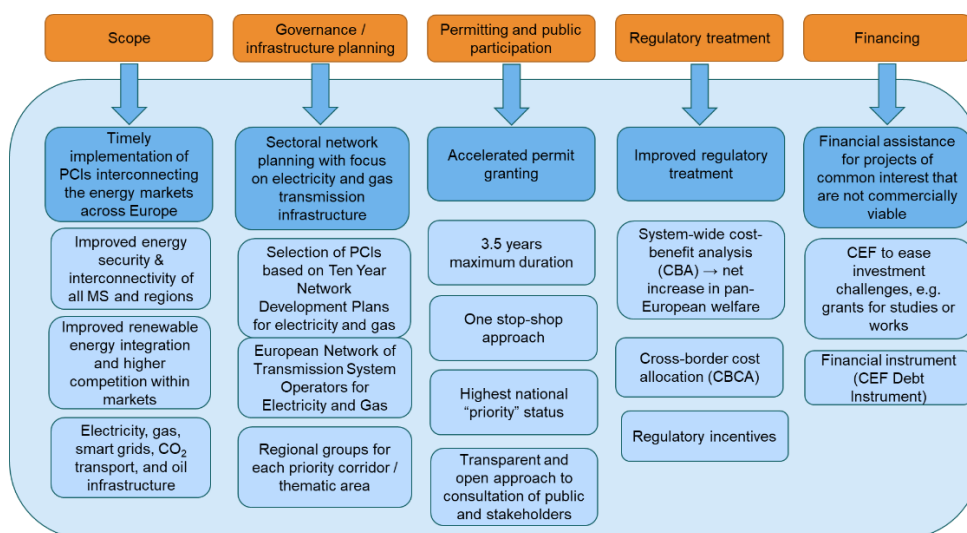 Scope
Governance /
infrastructure planning
Permitting and public
participation
Regulatory treatment
Financing
Timely
implementation of
PCIs interconnecting
the energy markets
across Europe
Improved energy
security &
interconnectivity of
all MS and regions
Improved renewable
energy integration
and higher
competition within
markets
Electricity, gas,
smart grids, CO₂
transport, and oil
infrastructure
Sectoral network
planning with focus
on electricity and gas
transmission
infrastructure
Selection of PCIs
based on Ten Year
Network
Development Plans
for electricity and gas
European Network of
Transmission System
Operators for
Electricity and Gas
Regional groups for
each priority corridor /
thematic area
Accelerated permit
granting
3.5 years
maximum duration
One stop-shop
approach
Highest national
“priority” status
Transparent and
open approach to
consultation of public
and stakeholders
Improved regulatory
treatment
System-wide cost-
benefit analysis
(CBA) → net
increase in pan-
European welfare
Cross-border cost
allocation (CBCA)
Regulatory incentives
Financial assistance
for projects of
common interest that
are not commercially
viable
CEF to ease
investment
challenges, e.g.
grants for studies or
works
Financial instrument
(CEF Debt
Instrument)